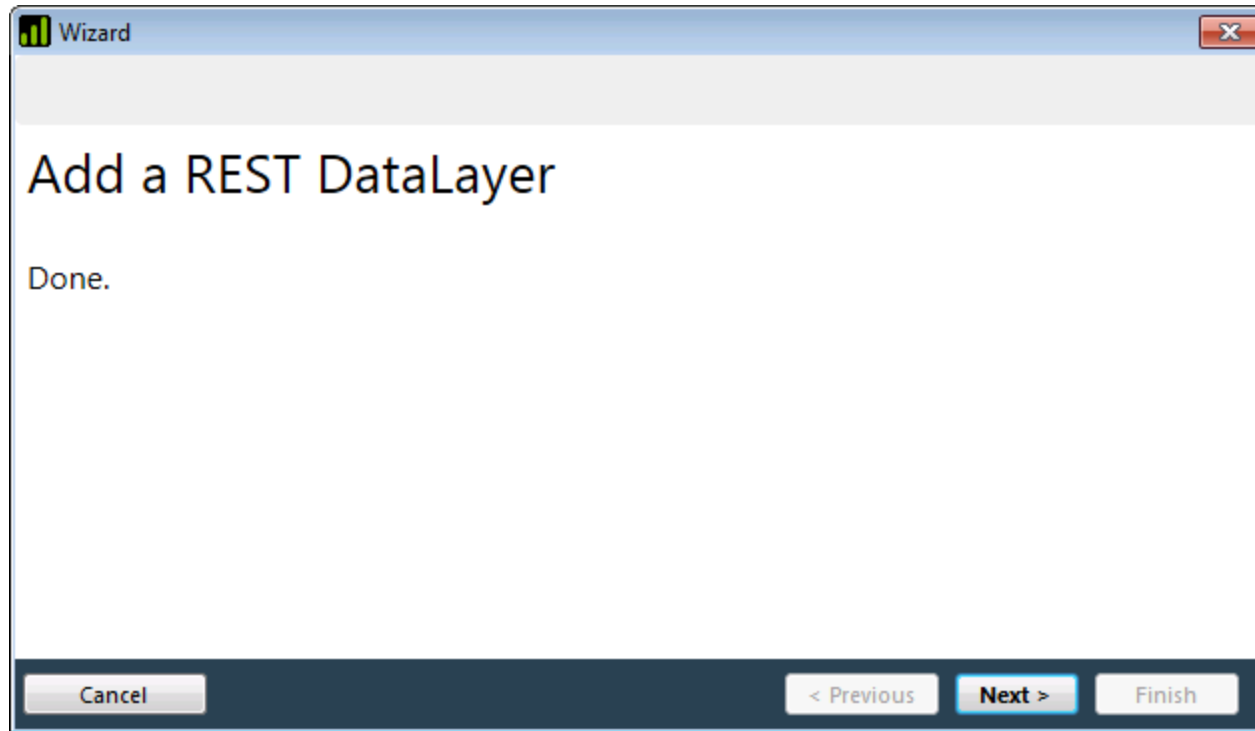 Wizard
Add a REST DataLayer
Done.
Cancel
< Previous
Next >
Finish